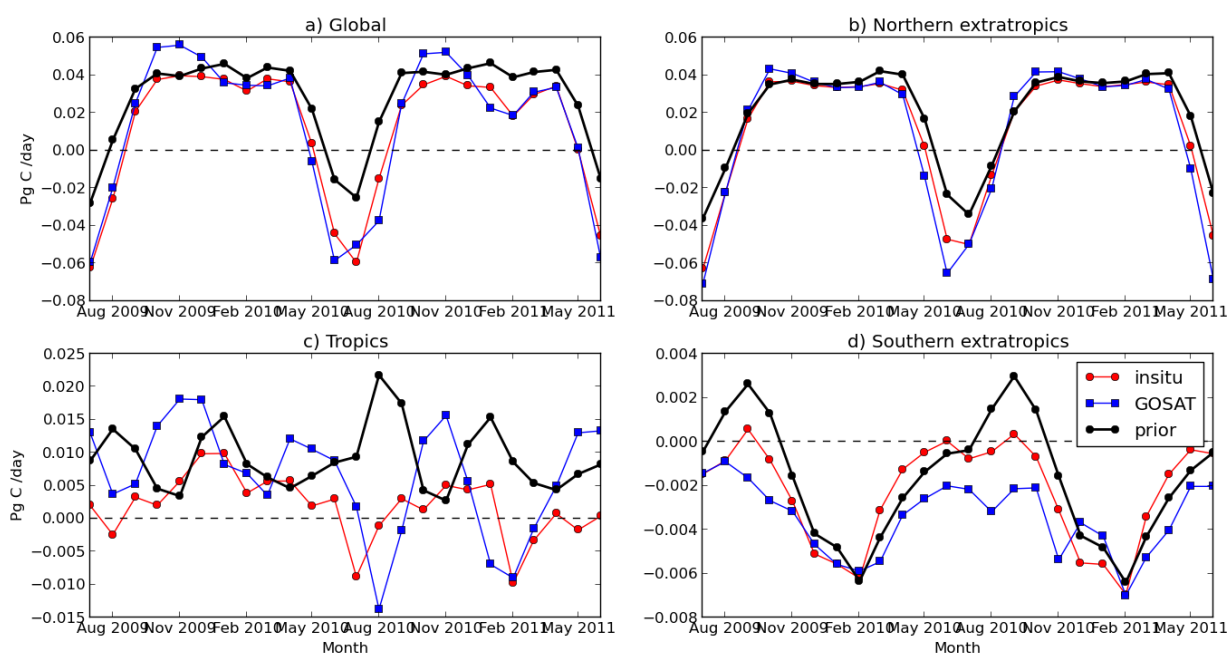 a) Global
0.06
0.04
0.02
0.00
−0.02
−0.04
−0.06
−0.08
Pg C /day
Aug 2009 Nov 2009 Feb 2010 May 2010 Aug 2010 Nov 2010 Feb 2011 May 2011
b) Northern extratropics
0.06
0.04
0.02
0.00
−0.02
−0.04
−0.06
−0.08
Aug 2009 Nov 2009 Feb 2010 May 2010 Aug 2010 Nov 2010 Feb 2011 May 2011
c) Tropics
0.025
0.020
0.015
0.010
0.005
0.000
−0.005
−0.010
−0.015
Pg C /day
Aug 2009 Nov 2009 Feb 2010 May 2010 Aug 2010 Nov 2010 Feb 2011 May 2011
Month
d) Southern extratropics
0.004
0.002
0.000
−0.002
−0.004
−0.006
−0.008
insitu
GOSAT
prior
Aug 2009 Nov 2009 Feb 2010 May 2010 Aug 2010 Nov 2010 Feb 2011 May 2011
Month